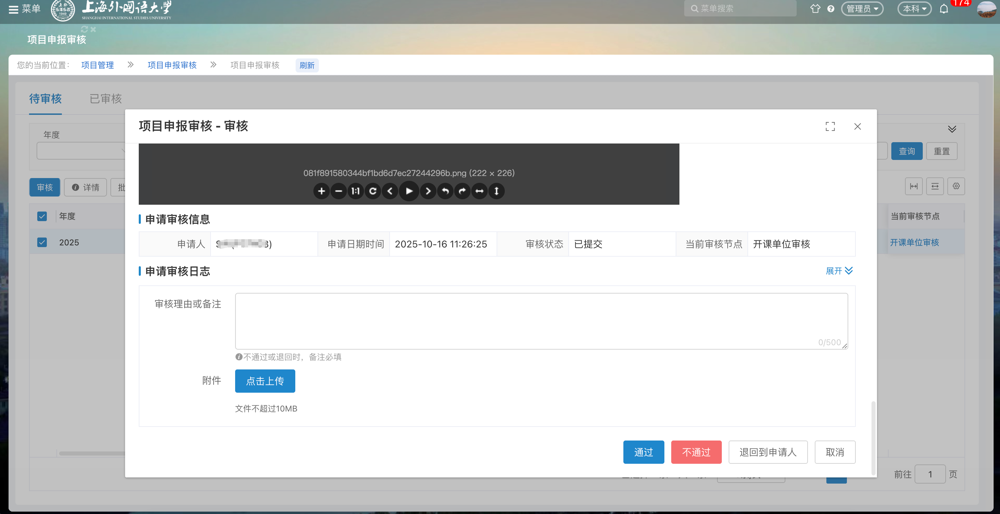 菜单
上海外国语大学
SHANGHAI INTERNATIONAL STUDIES UNIVERSITY
上外
SISU
1949
菜单搜索
管理员
本科
174
项目申报审核
您的当前位置：
项目管理
项目申报审核
项目申报审核
刷新
待审核
已审核
年度
查询
重置
审核
详情
批
年度
当前审核节点
2025
开课单位审核
项目申报审核 - 审核
081f891580344bf1bd6d7ec27244296b.png (222 × 226)
1:1
申请审核信息
申请人
申请日期时间
2025-10-16 11:26:25
审核状态
已提交
当前审核节点
开课单位审核
申请审核日志
展开
审核理由或备注
0/500
不通过或退回时，备注必填
附件
点击上传
文件不超过10MB
通过
不通过
退回到申请人
取消
前往
1
页